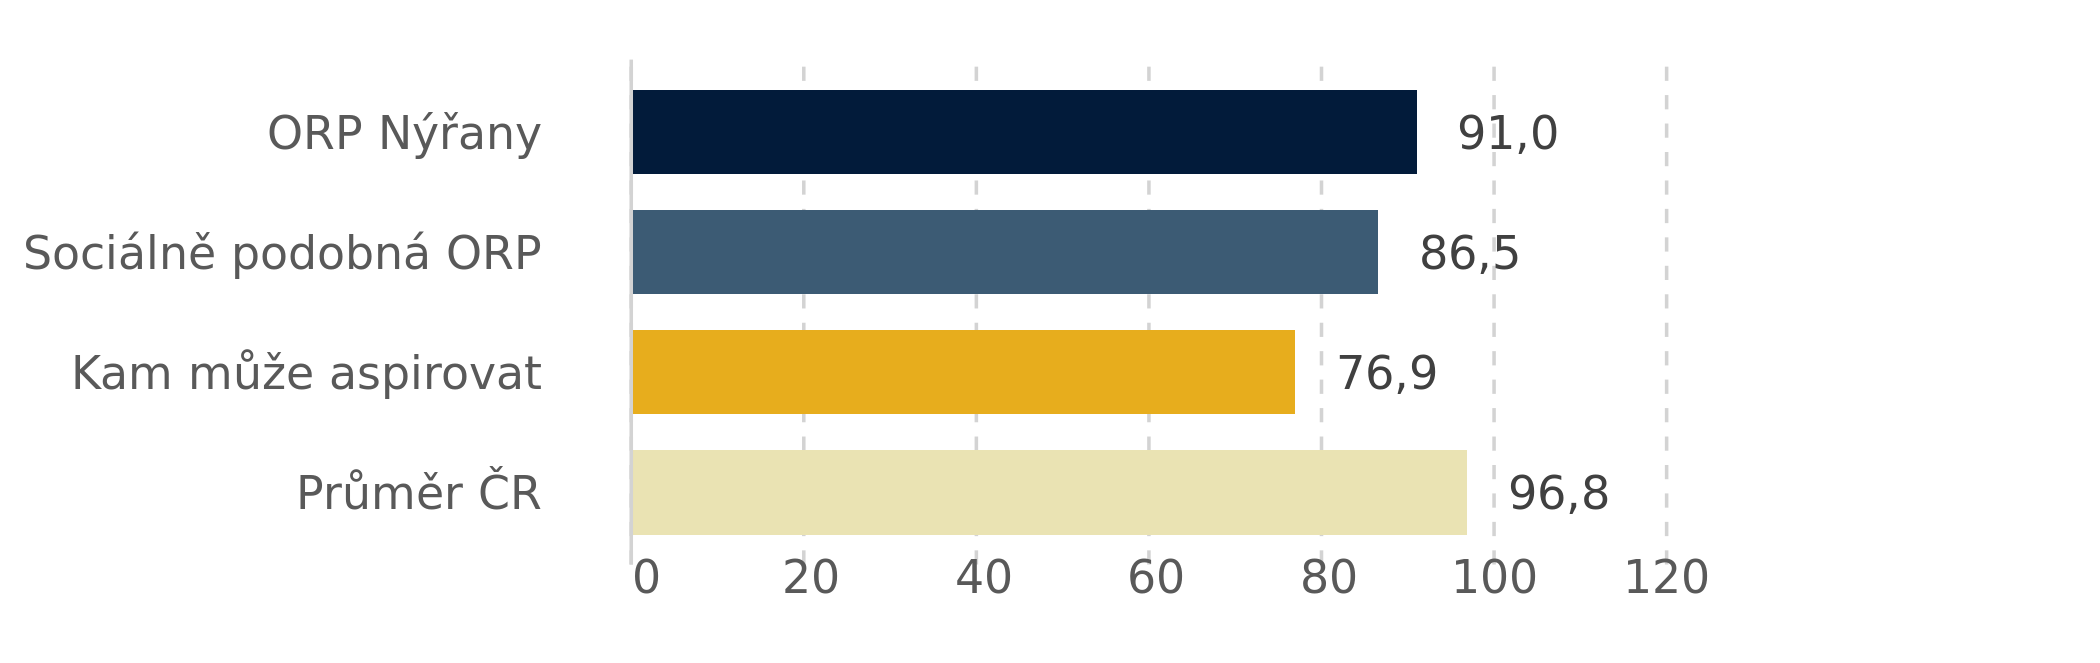 ORP Nýřany 91,0
Sociálně podobná ORP 86,5
Kam může aspirovat 76,9
Průměr ČR 96,8
0 20 40 60 80 100 120